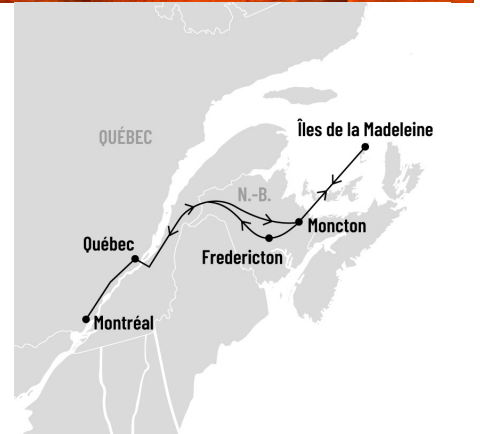 Îles de la Madeleine
QUÉBEC
N.-B.
Moncton
Québec
Fredericton
Montréal